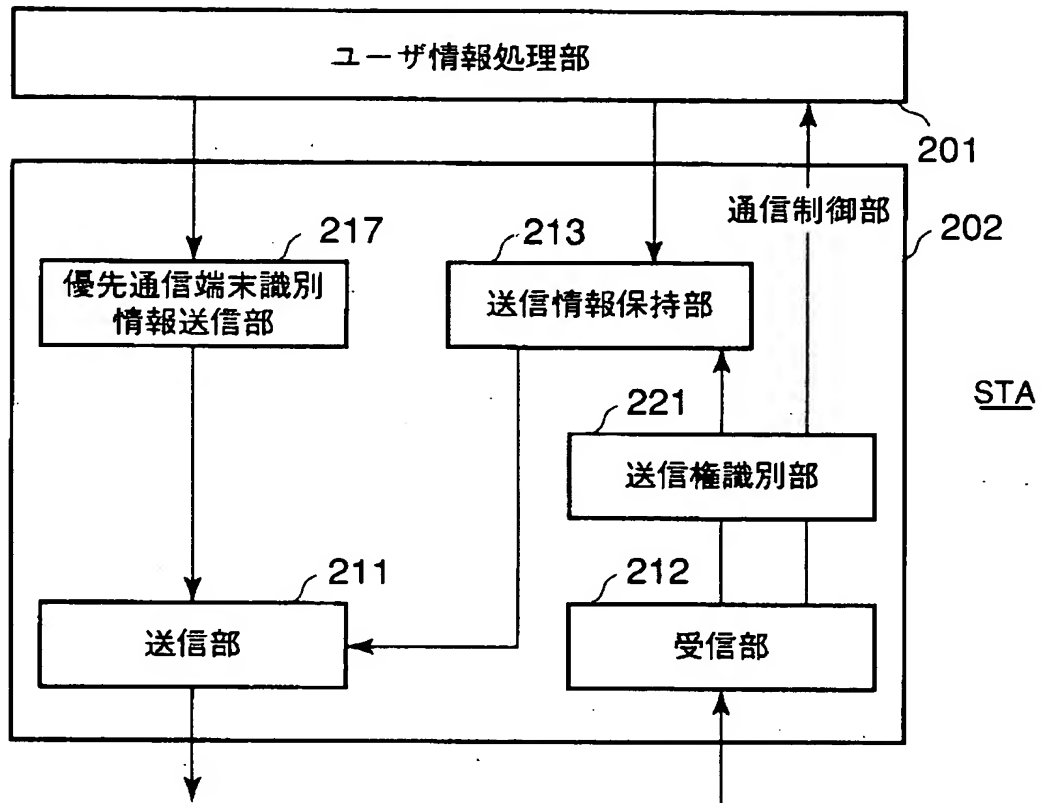 ユーザ情報処理部
201
通信制御部
202
217
優先通信端末識別
情報送信部
213
送信情報保持部
STA
221
送信権識別部
211
送信部
212
受信部